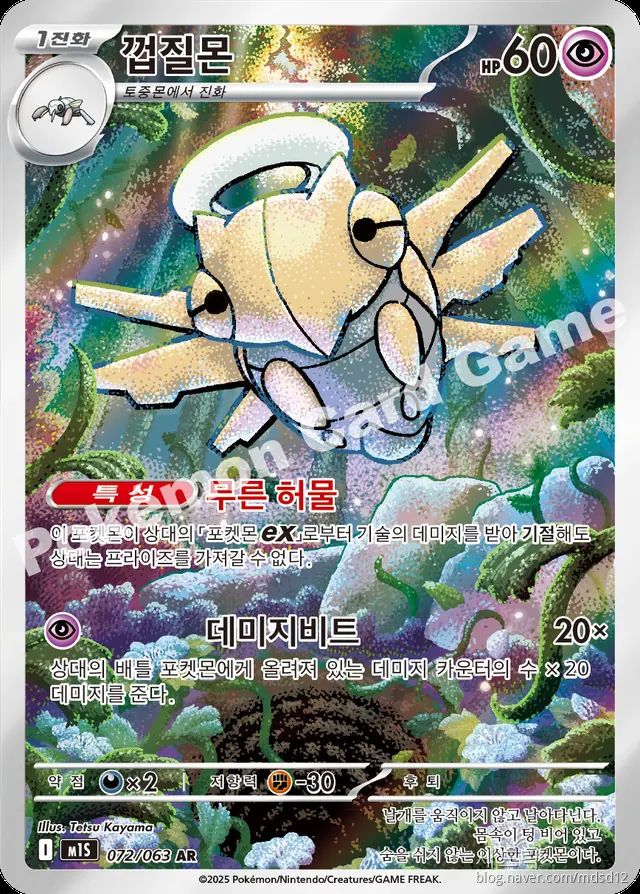 1진화
껍질몬
HP60
토중몬에서 진화
Pokémon Card Game
특성 무른 허물
이 포켓몬이 상대의 「포켓몬 ex」로부터 기술의 데미지를 받아 기절해도
상대는 프라이즈를 가져갈 수 없다.
데미지비트 20×
상대의 배틀 포켓몬에게 올려져 있는 데미지 카운터의 수 ×20
데미지를 준다.
약점 ×2 저항력 -30 후퇴
날개를 움직이지 않고 날아다닌다.
몸속이 텅 비어 있고
숨을 쉬지 않는 이상한 포켓몬이다.
Illus. Tetsu Kayama
I M1S 072/063 AR
©2025 Pokémon/Nintendo/Creatures/GAME FREAK.
blog.naver.com/mdsd12